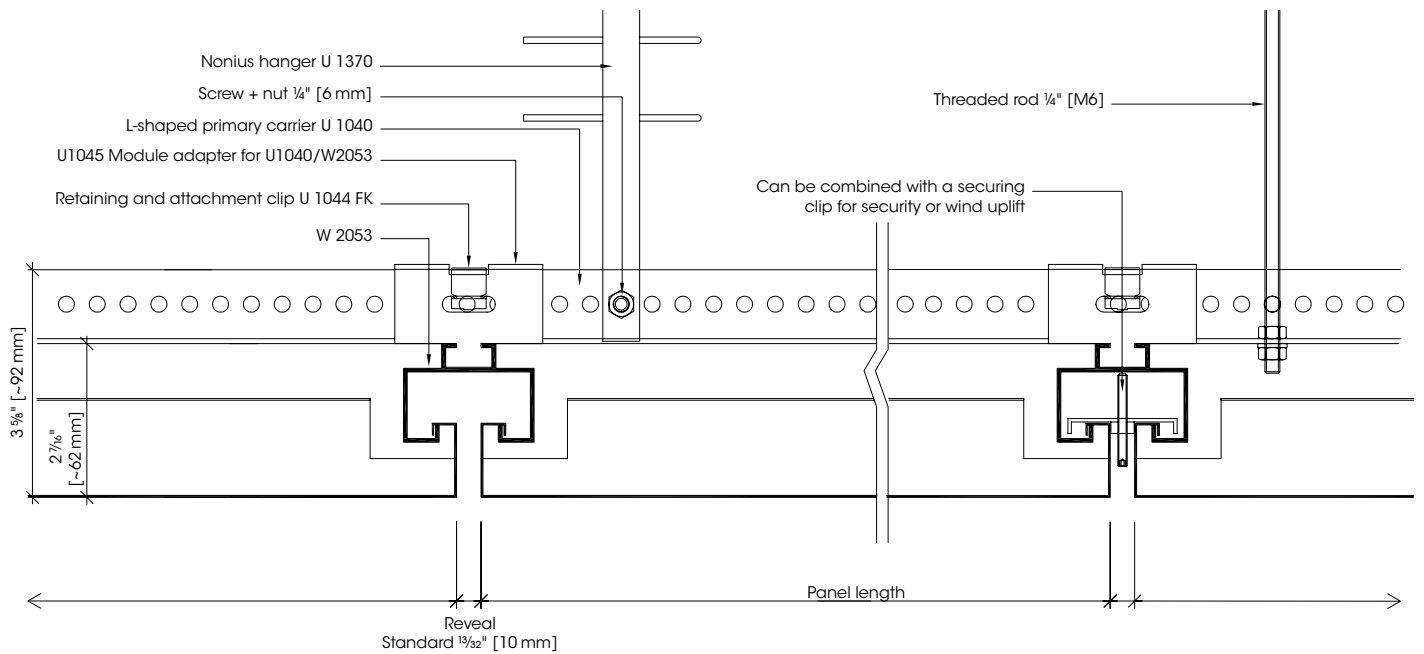 Nonius hanger U 1370
Screw + nut ¼" [6 mm]
L-shaped primary carrier U 1040
U1045 Module adapter for U1040/W2053
Retaining and attachment clip U 1044 FK
W 2053
Threaded rod ¼" [M6]
Can be combined with a securing
clip for security or wind uplift
3 ⅝" [~92 mm]
2 ⁷⁄₁₆"
[~62 mm]
Panel length
Reveal
Standard ¹³⁄₃₂" [10 mm]